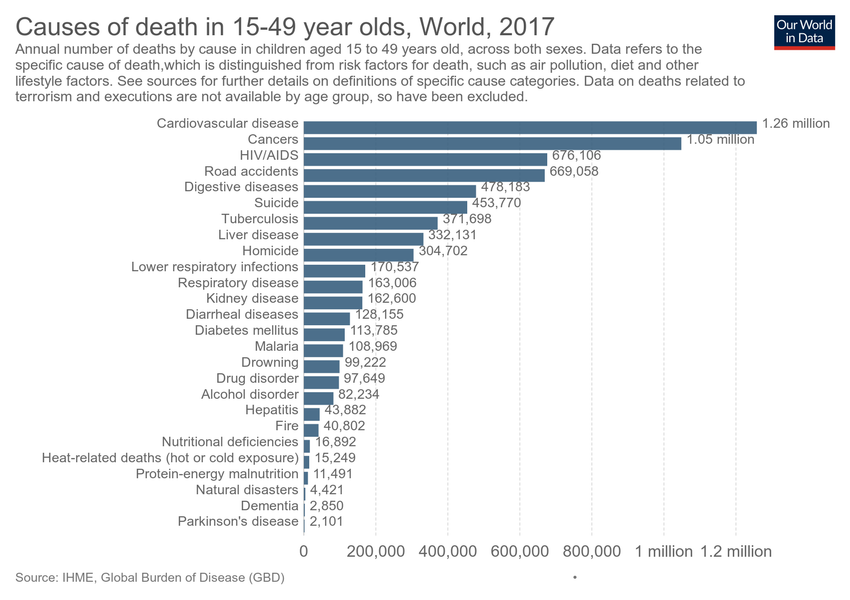 Causes of death in 15-49 year olds, World, 2017
Our World
in Data
Annual number of deaths by cause in children aged 15 to 49 years old, across both sexes. Data refers to the
specific cause of death,which is distinguished from risk factors for death, such as air pollution, diet and other
lifestyle factors. See sources for further details on definitions of specific cause categories. Data on deaths related to
terrorism and executions are not available by age group, so have been excluded.
Cardiovascular disease 1.26 million
Cancers 1.05 million
HIV/AIDS 676,106
Road accidents 669,058
Digestive diseases 478,183
Suicide 453,770
Tuberculosis 371,698
Liver disease 332,131
Homicide 304,702
Lower respiratory infections 170,537
Respiratory disease 163,006
Kidney disease 162,600
Diarrheal diseases 128,155
Diabetes mellitus 113,785
Malaria 108,969
Drowning 99,222
Drug disorder 97,649
Alcohol disorder 82,234
Hepatitis 43,882
Fire 40,802
Nutritional deficiencies 16,892
Heat-related deaths (hot or cold exposure) 15,249
Protein-energy malnutrition 11,491
Natural disasters 4,421
Dementia 2,850
Parkinson's disease 2,101
0 200,000 400,000 600,000 800,000 1 million 1.2 million
Source: IHME, Global Burden of Disease (GBD) •